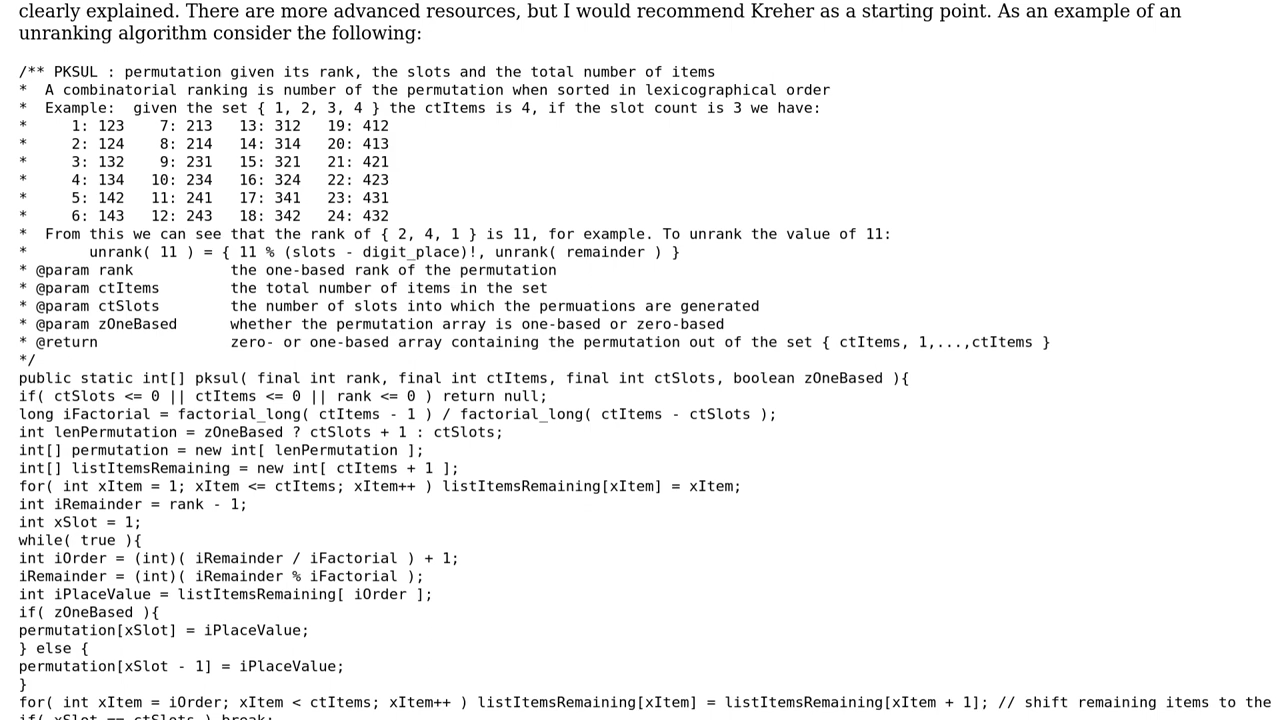 clearly explained. There are more advanced resources, but I would recommend Kreher as a starting point. As an example of an
unranking algorithm consider the following:
/** PKSUL : permutation given its rank, the slots and the total number of items
*  A combinatorial ranking is number of the permutation when sorted in lexicographical order
*  Example:  given the set { 1, 2, 3, 4 } the ctItems is 4, if the slot count is 3 we have:
*     1: 123    7: 213   13: 312   19: 412
*     2: 124    8: 214   14: 314   20: 413
*     3: 132    9: 231   15: 321   21: 421
*     4: 134   10: 234   16: 324   22: 423
*     5: 142   11: 241   17: 341   23: 431
*     6: 143   12: 243   18: 342   24: 432
*  From this we can see that the rank of { 2, 4, 1 } is 11, for example. To unrank the value of 11:
*       unrank( 11 ) = { 11 % (slots - digit_place)!, unrank( remainder ) }
* @param rank           the one-based rank of the permutation
* @param ctItems        the total number of items in the set
* @param ctSlots        the number of slots into which the permuations are generated
* @param zOneBased      whether the permutation array is one-based or zero-based
* @return               zero- or one-based array containing the permutation out of the set { ctItems, 1,...,ctItems }
*/
public static int[] pksul( final int rank, final int ctItems, final int ctSlots, boolean zOneBased ){
if( ctSlots <= 0 || ctItems <= 0 || rank <= 0 ) return null;
long iFactorial = factorial_long( ctItems - 1 ) / factorial_long( ctItems - ctSlots );
int lenPermutation = zOneBased ? ctSlots + 1 : ctSlots;
int[] permutation = new int[ lenPermutation ];
int[] listItemsRemaining = new int[ ctItems + 1 ];
for( int xItem = 1; xItem <= ctItems; xItem++ ) listItemsRemaining[xItem] = xItem;
int iRemainder = rank - 1;
int xSlot = 1;
while( true ){
int iOrder = (int)( iRemainder / iFactorial ) + 1;
iRemainder = (int)( iRemainder % iFactorial );
int iPlaceValue = listItemsRemaining[ iOrder ];
if( zOneBased ){
permutation[xSlot] = iPlaceValue;
} else {
permutation[xSlot - 1] = iPlaceValue;
}
for( int xItem = iOrder; xItem < ctItems; xItem++ ) listItemsRemaining[xItem] = listItemsRemaining[xItem + 1]; // shift remaining items to the
if( xSlot == ctSlots ) break;